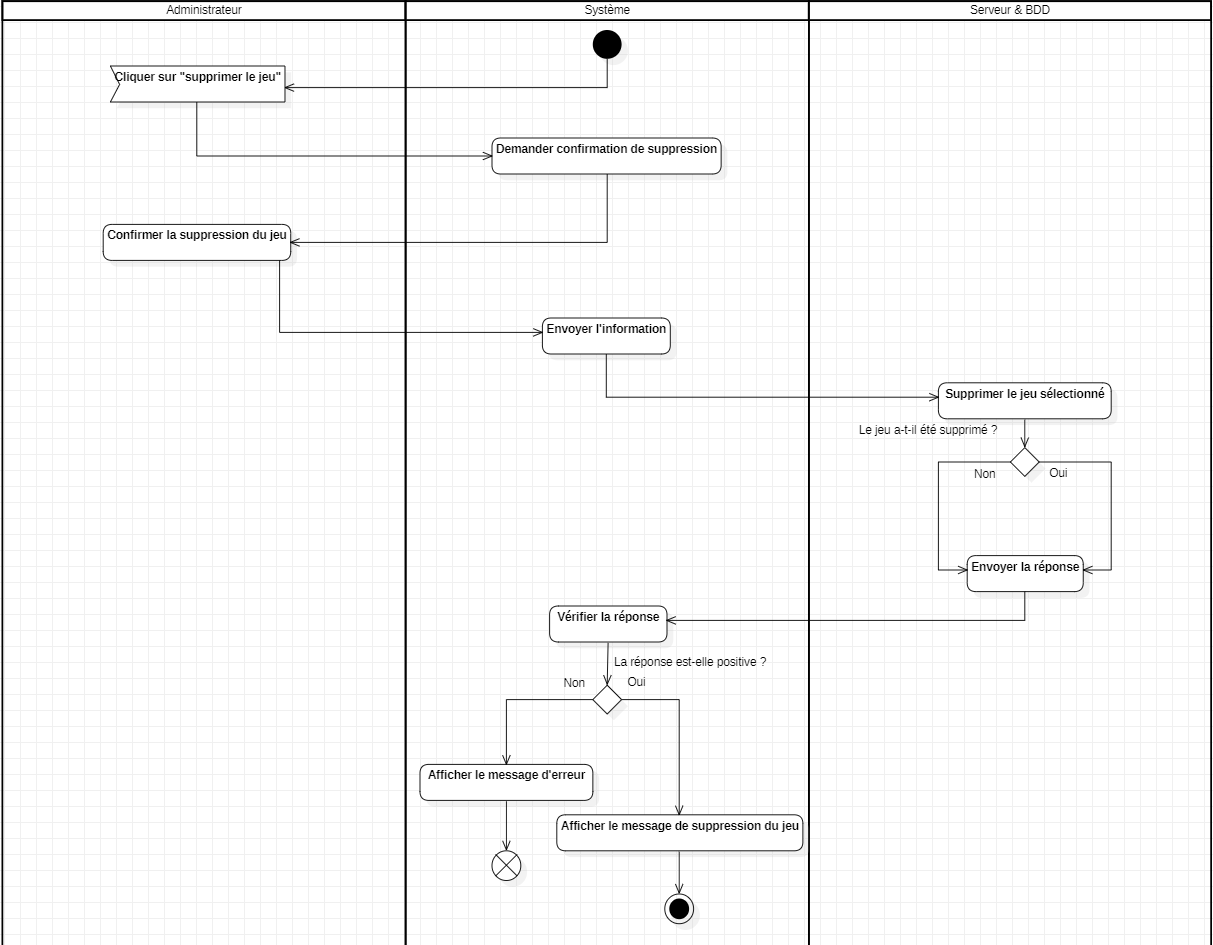 Administrateur
Système
Serveur & BDD
Cliquer sur "supprimer le jeu"
Demander confirmation de suppression
Confirmer la suppression du jeu
Envoyer l'information
Supprimer le jeu sélectionné
Le jeu a-t-il été supprimé ?
Non
Oui
Envoyer la réponse
Vérifier la réponse
La réponse est-elle positive ?
Non
Oui
Afficher le message d'erreur
Afficher le message de suppression du jeu